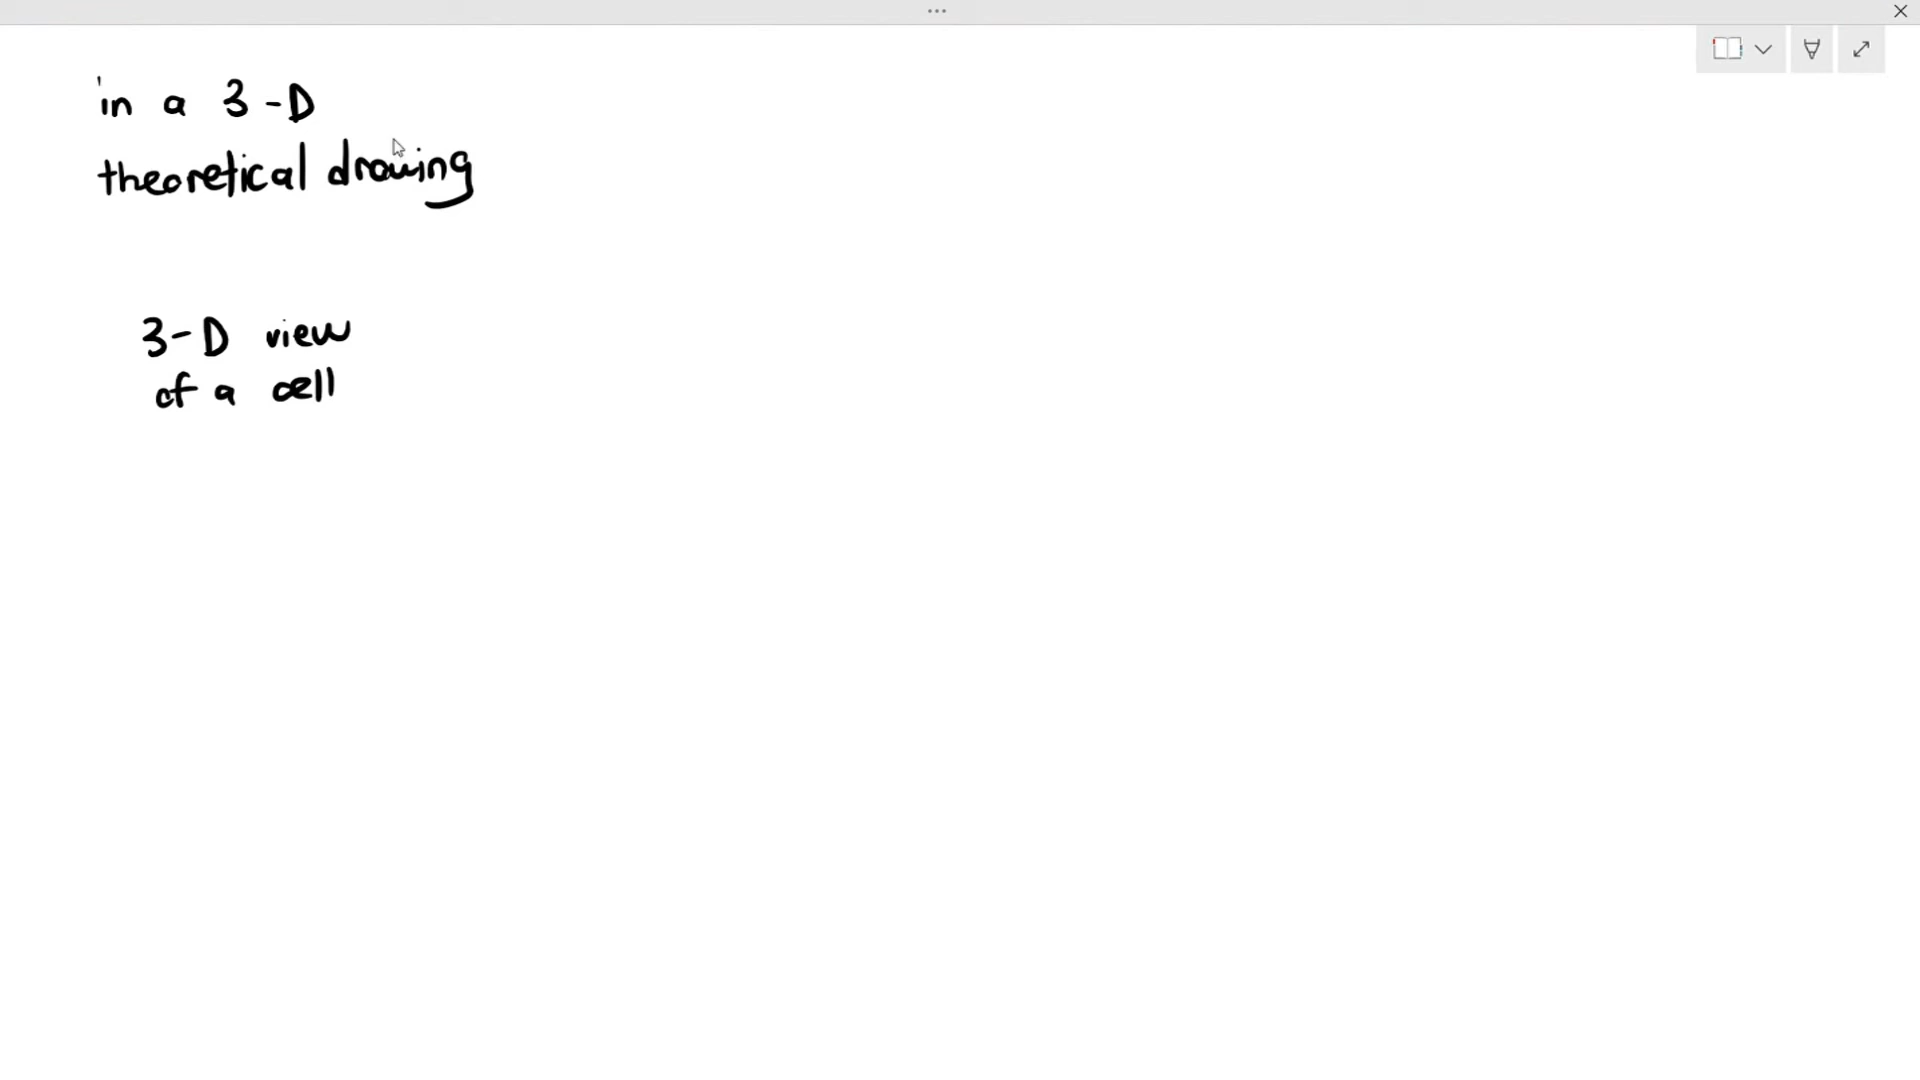 in a 3-D
theoretical drawing
3-D view
of a cell